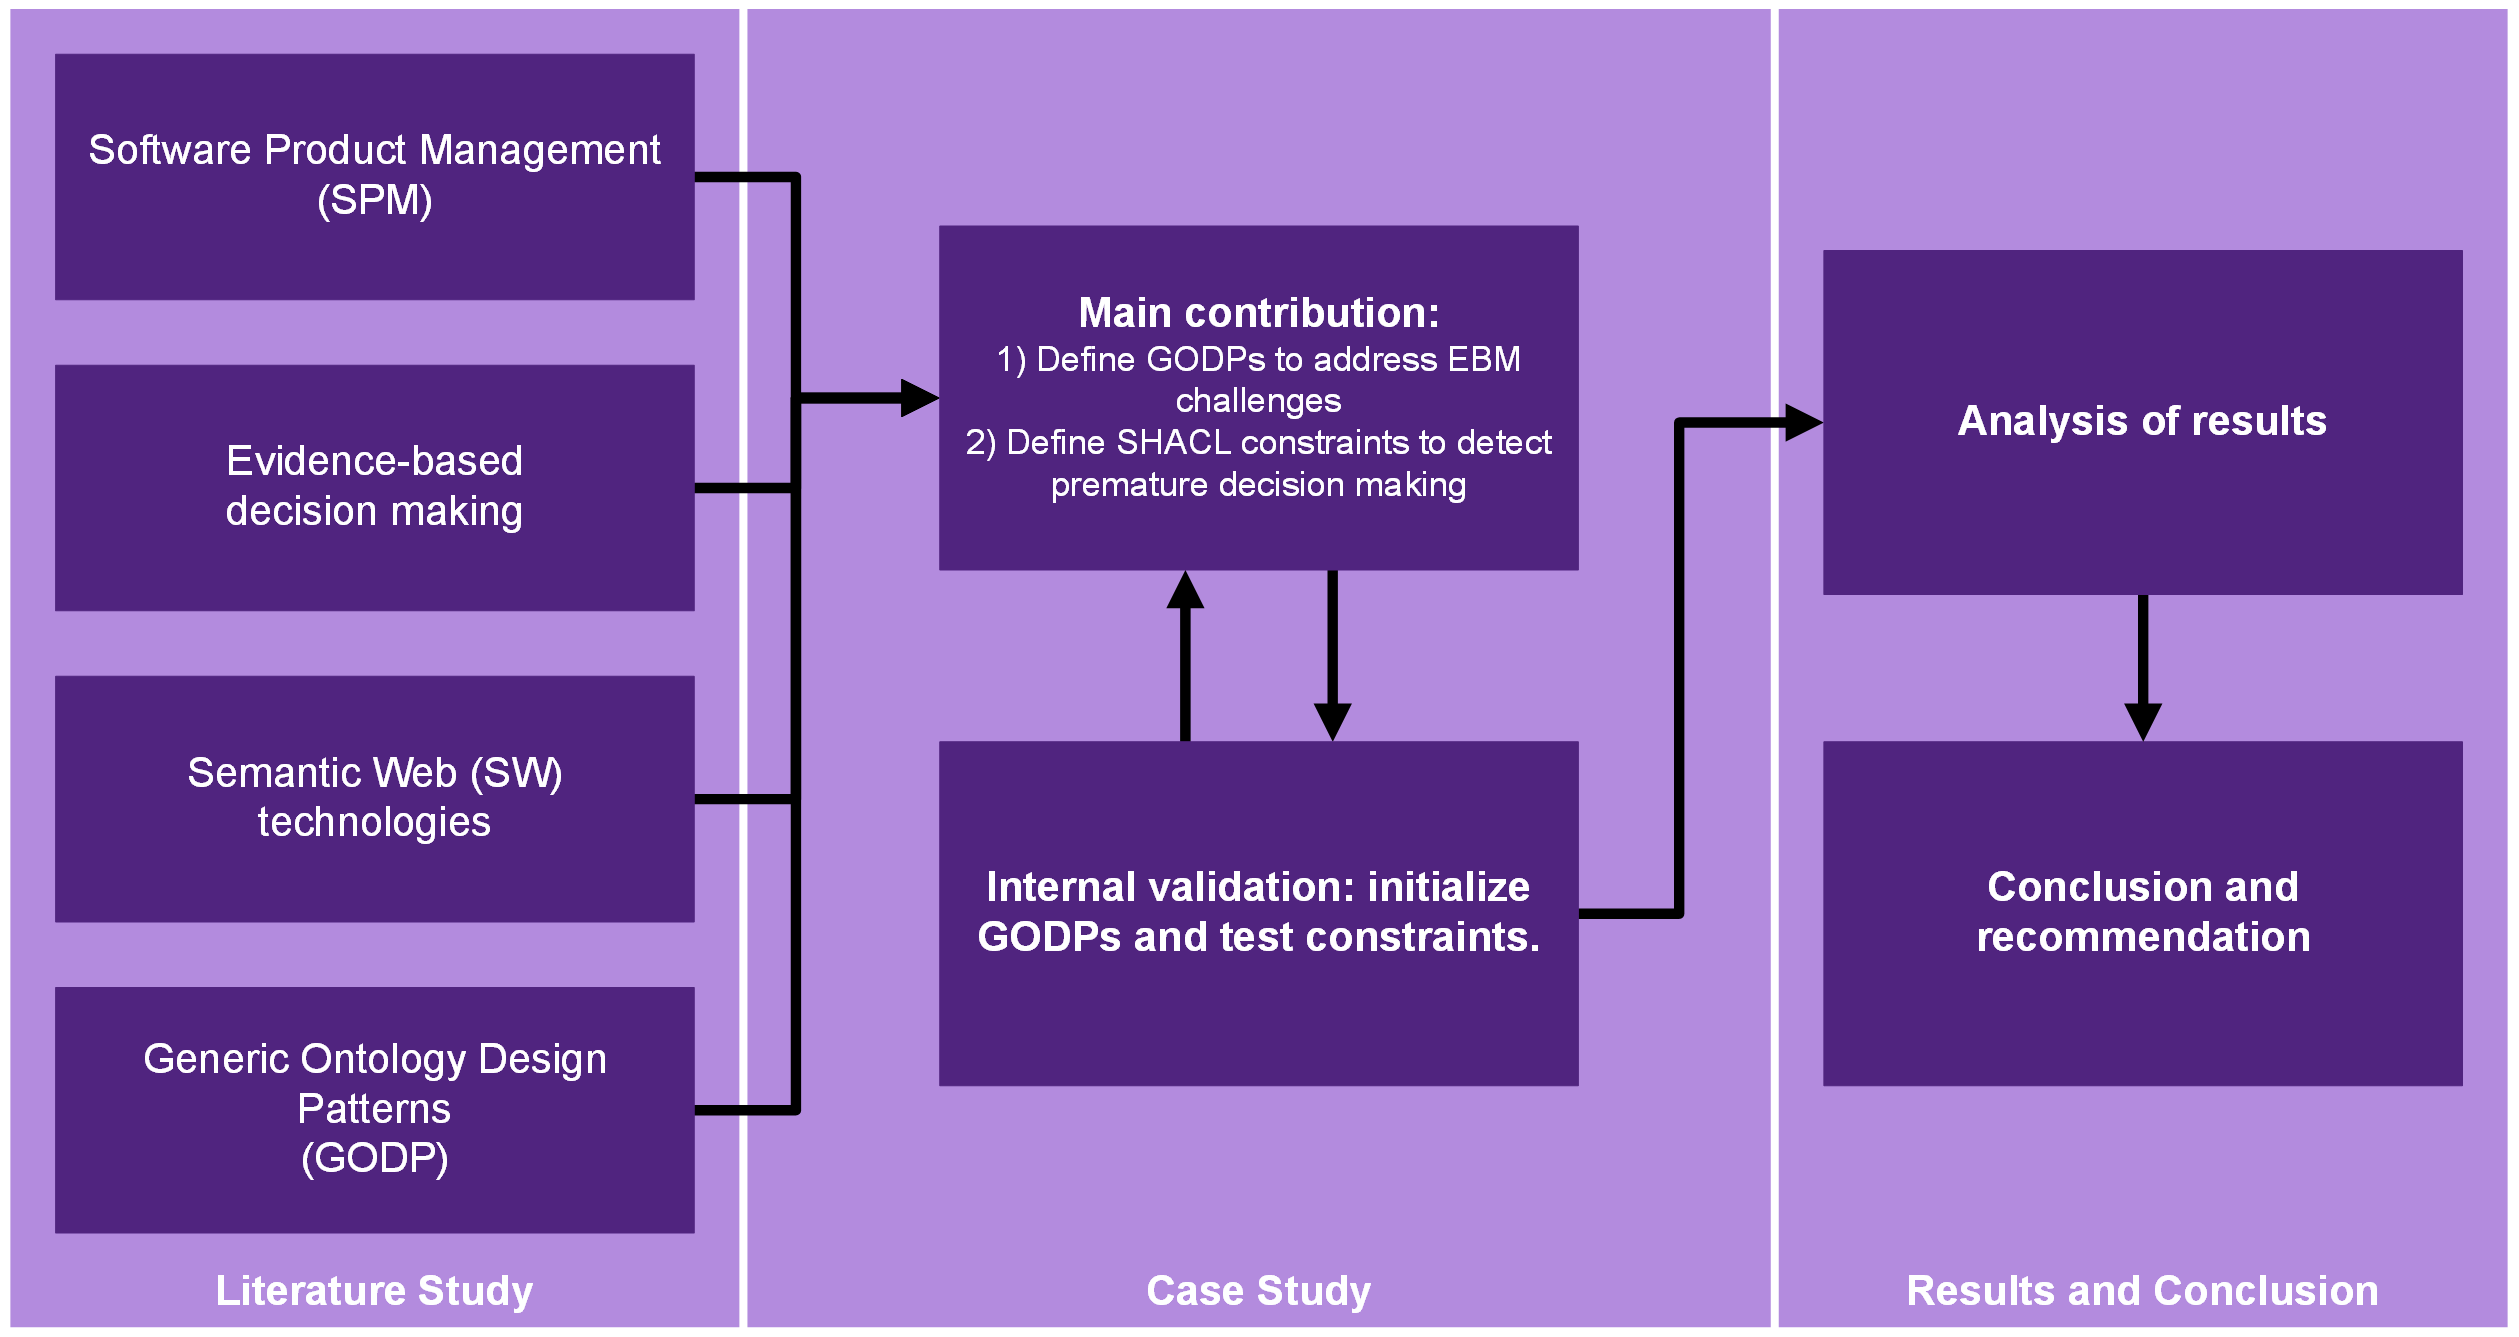 Software Product Management
(SPM)
Evidence-based
decision making
Semantic Web (SW)
technologies
Generic Ontology Design
Patterns
(GODP)
Literature Study
Main contribution:
1) Define GODPs to address EBM
challenges
2) Define SHACL constraints to detect
premature decision making
Internal validation: initialize
GODPs and test constraints.
Case Study
Analysis of results
Conclusion and
recommendation
Results and Conclusion